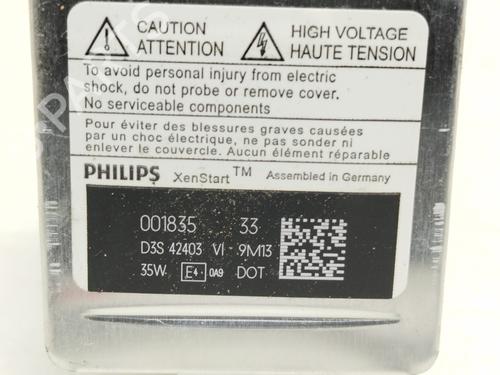 CAUTION
ATTENTION
HIGH VOLTAGE
HAUTE TENSION
To avoid personal injury from electric
shock, do not probe or remove cover.
No serviceable components
Pour éviter des blessures graves causées
par un choc électrique, ne pas sonder ni
enlever le couvercle. Aucun élément réparable
PHILIPS XenStart™ Assembled in Germany
001835 33
D3S 42403 VI - 9M13
35W E4 0A9 DOT